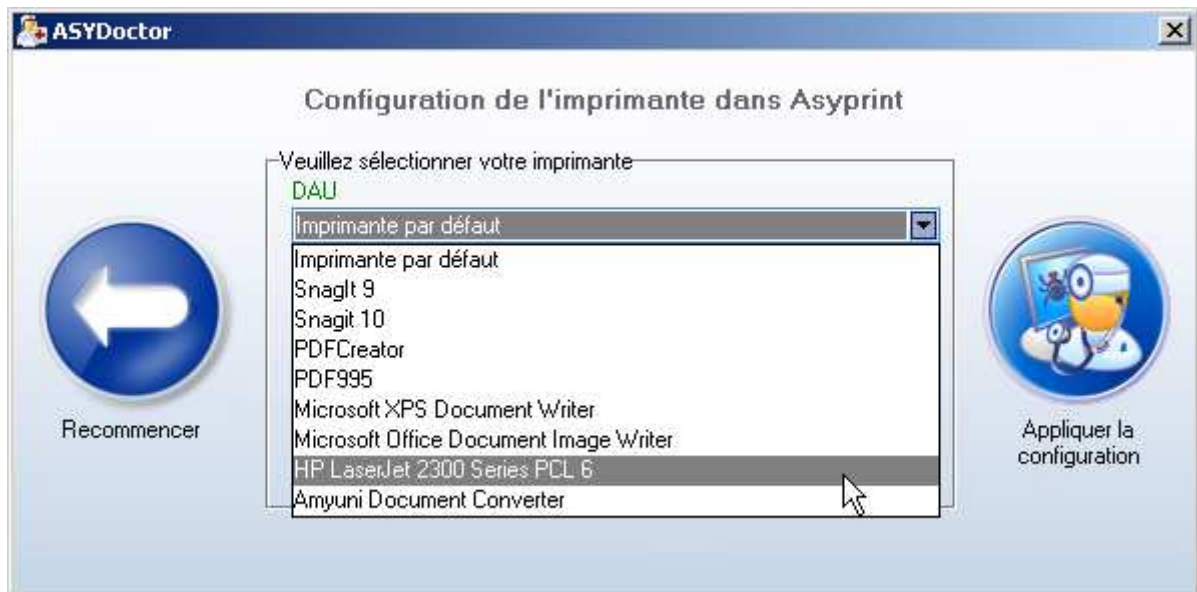 ASYDoctor
Configuration de l'imprimante dans Asyprint
Veuillez sélectionner votre imprimante
DAU
Imprimante par défaut
Imprimante par défaut
SnagIt 9
Snagit 10
PDFCreator
PDF995
Microsoft XPS Document Writer
Microsoft Office Document Image Writer
HP LaserJet 2300 Series PCL 6
Amyuni Document Converter
Recommencer
Appliquer la
configuration